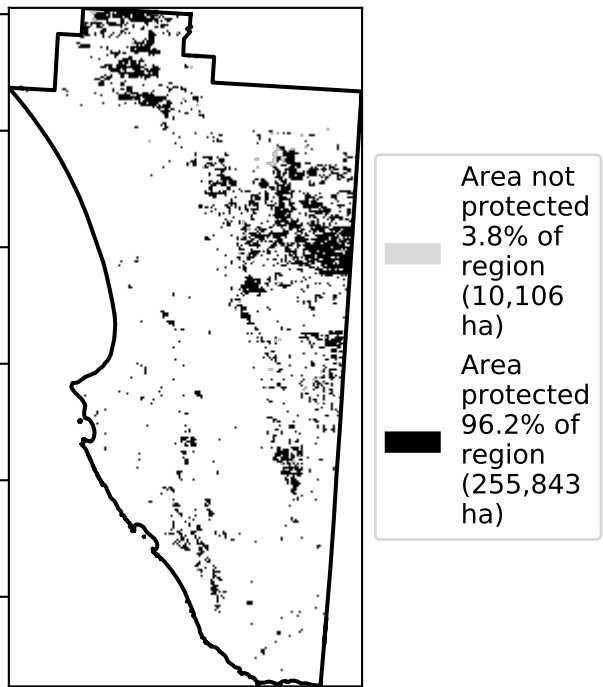 Area not
protected
3.8% of
region
(10,106
ha)
Area
protected
96.2% of
region
(255,843
ha)